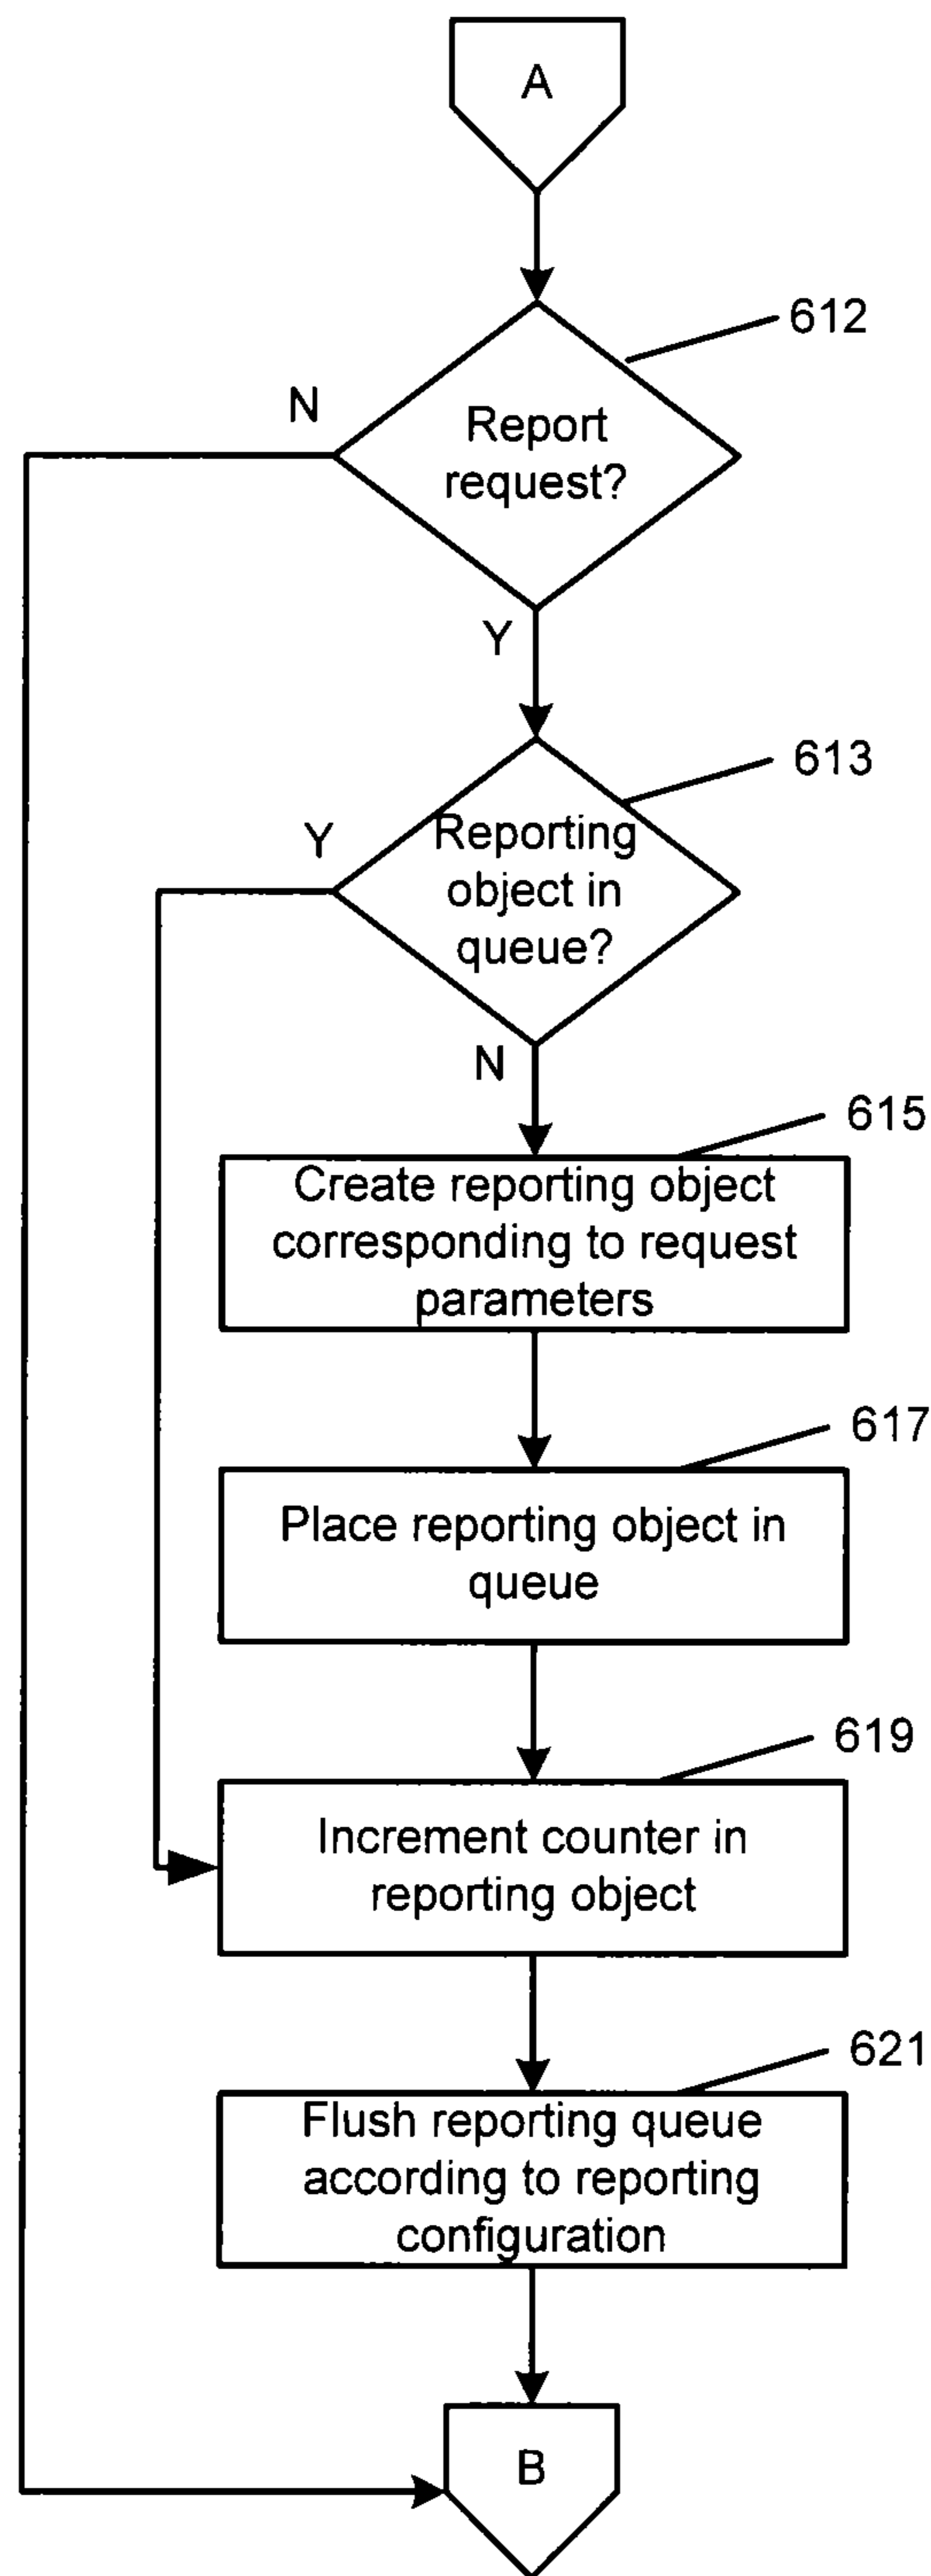 A
612
N
Report
request?
Y
613
Y
Reporting
object in
queue?
N
615
Create reporting object
corresponding to request
parameters
617
Place reporting object in
queue
619
Increment counter in
reporting object
621
Flush reporting queue
according to reporting
configuration
B